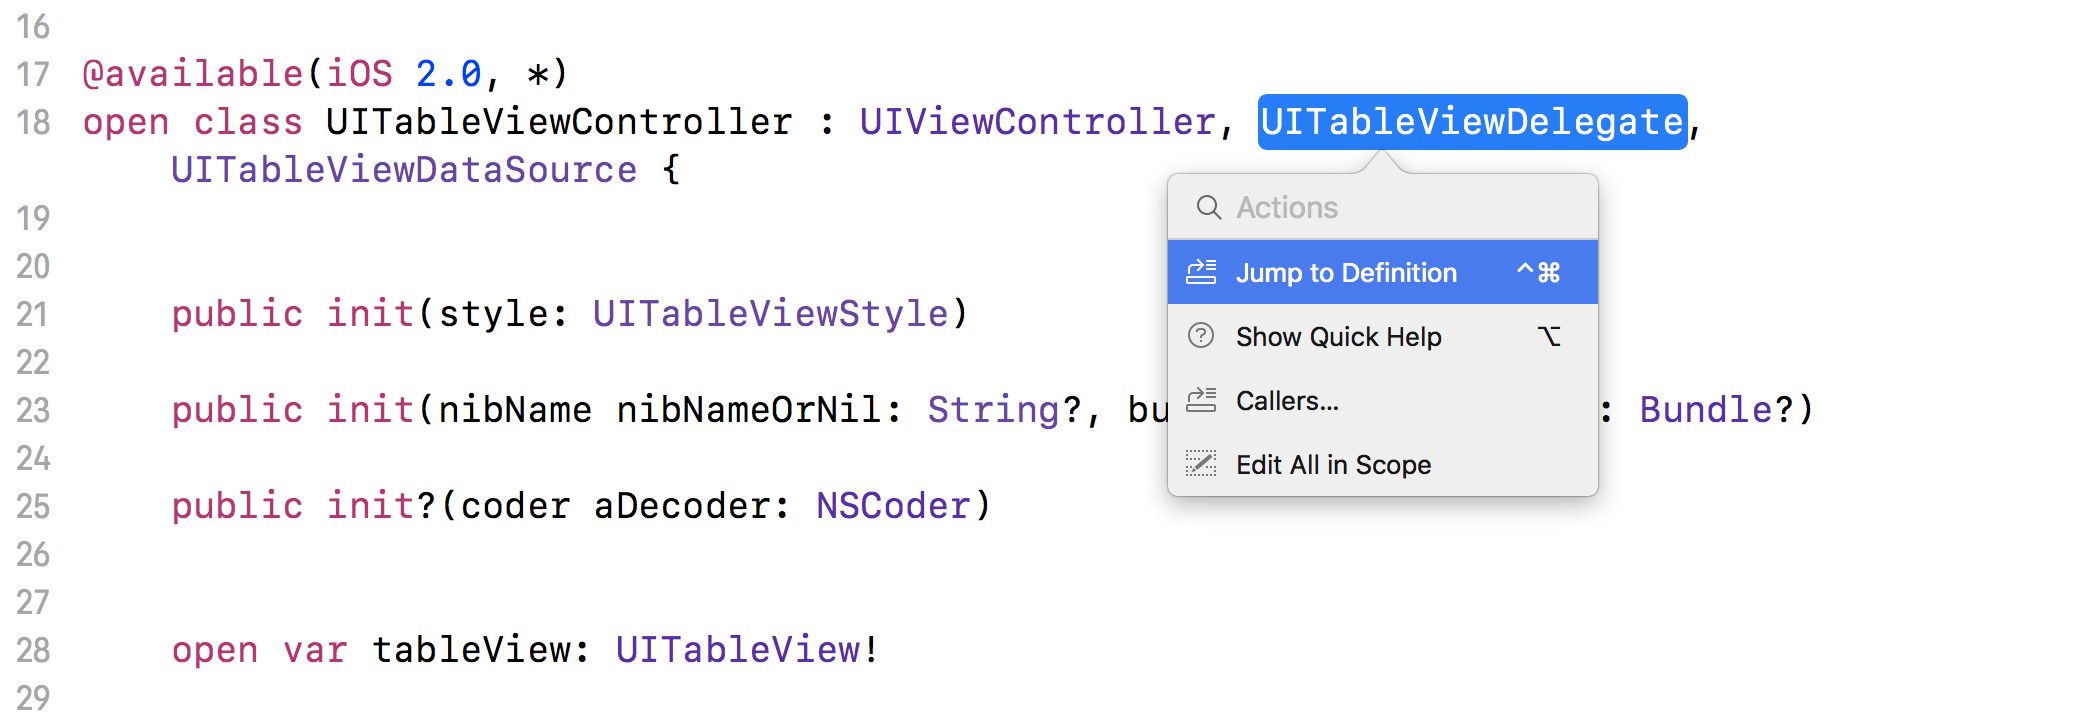 16
17 @available(iOS 2.0, *)
18 open class UITableViewController : UIViewController, UITableViewDelegate,
UITableViewDataSource {
Actions
19
20
Jump to Definition ^⌘
21 public init(style: UITableViewStyle)
Show Quick Help ⌥
22
23 public init(nibName nibNameOrNil: String?, : Bundle?)
Callers...
24
Edit All in Scope
25 public init?(coder aDecoder: NSCoder)
26
27
28 open var tableView: UITableView!
29